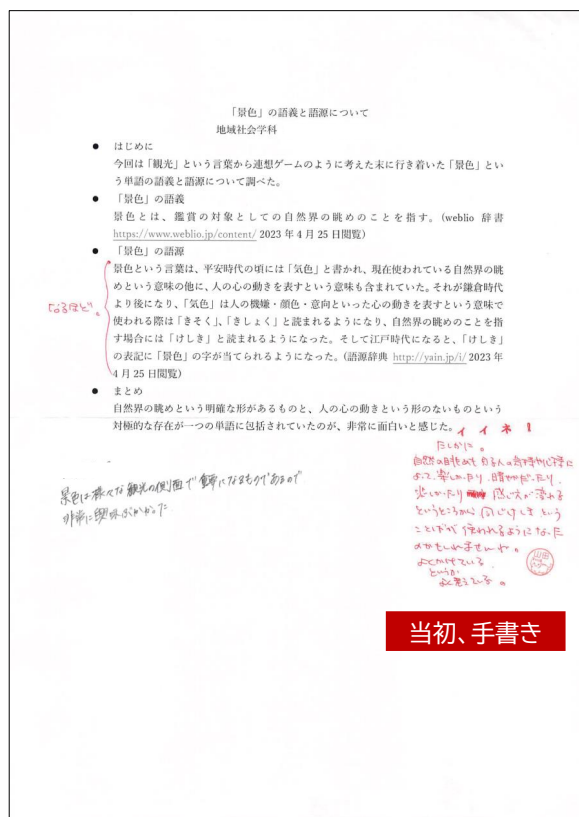 「景色」の語義と語源について
地域社会学科
● はじめに
今回は「観光」という言葉から連想ゲームのように考えた末に行き着いた「景色」とい
う単語の語義と語源について調べた。
● 「景色」の語義
景色とは、鑑賞の対象としての自然界の眺めのことを指す。(weblio 辞書
https://www.weblio.jp/content/ 2023 年 4 月 25 日閲覧)
● 「景色」の語源
景色という言葉は、平安時代の頃には「気色」と書かれ、現在使われている自然界の眺
めという意味の他に、人の心の動きを表すという意味も含まれていた。それが鎌倉時代
より後になり、「気色」は人の機嫌・顔色・意向といった心の動きを表すという意味で
使われる際は「きそく」、「きしょく」と読まれるようになり、自然界の眺めのことを指
す場合には「けしき」と読まれるようになった。そして江戸時代になると、「けしき」
の表記に「景色」の字が当てられるようになった。(語源辞典 http://yain.jp/i/ 2023 年
4 月 25 日閲覧)
なるほど。
● まとめ
自然界の眺めという明確な形があるものと、人の心の動きという形のないものという
対極的な存在が一つの単語に包括されていたのが、非常に面白いと感じた。
イイネ!
たしかに。
自然の眺めも 見る人の気持や心様に
よって、楽しかったり、晴れやかだったり、
悲しかったり 感じ方が変わる
というところから 同じけしき という
ことばが 使われるようになった
のかもしれませんね。
よくかけている
というか
よく考えている。
景色は様々な観光の側面で重要になるものであるので
非常に興味ぶかかった
当初、手書き